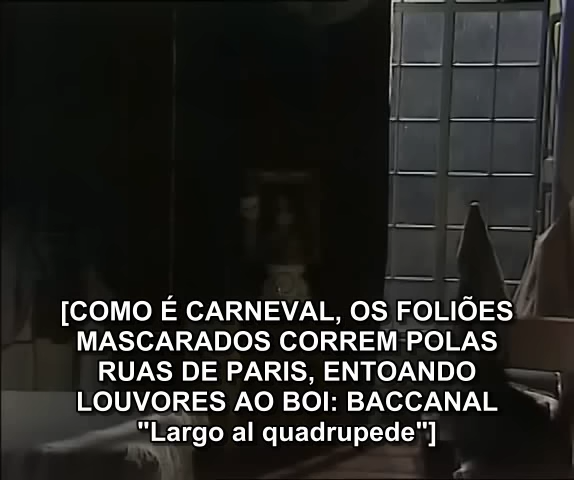 [COMO É CARNEVAL, OS FOLIÕES
MASCARADOS CORREM POLAS
RUAS DE PARIS, ENTOANDO
LOUVORES AO BOI: BACCANAL
"Largo al quadrupede"]